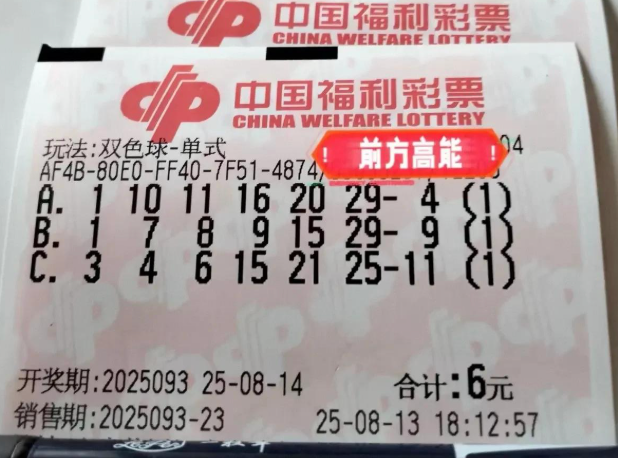 中国福利彩票
CHINA WELFARE LOTTERY
中国福利彩票
CHINA WELFARE LOTTERY
玩法:双色球-单式
04
!前方高能!
AF4B-80E0-FF40-7F51-4874/
A. 1 10 11 16 20 29- 4 (1)
B. 1 7 8 9 15 29- 9 (1)
C. 3 4 6 15 21 25-11 (1)
开奖期:2025093 25-08-14
合计:6元
销售期:2025093-23
25-08-13 18:12:57